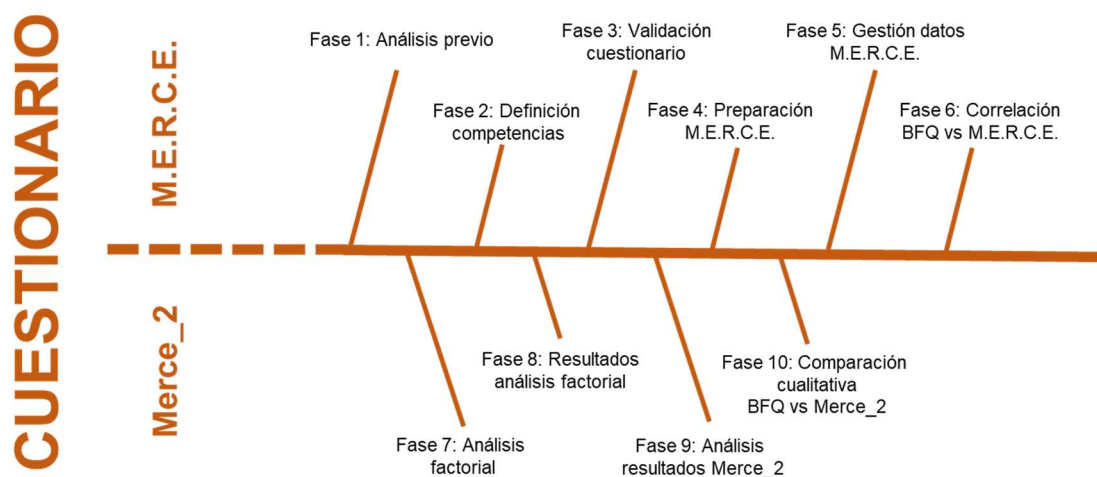 CUESTIONARIO
M.E.R.C.E.
Fase 1: Análisis previo
Fase 2: Definición
competencias
Fase 3: Validación
cuestionario
Fase 4: Preparación
M.E.R.C.E.
Fase 5: Gestión datos
M.E.R.C.E.
Fase 6: Correlación
BFQ vs M.E.R.C.E.
Merce_2
Fase 7: Análisis
factorial
Fase 8: Resultados
análisis factorial
Fase 9: Análisis
resultados Merce_2
Fase 10: Comparación
cualitativa
BFQ vs Merce_2